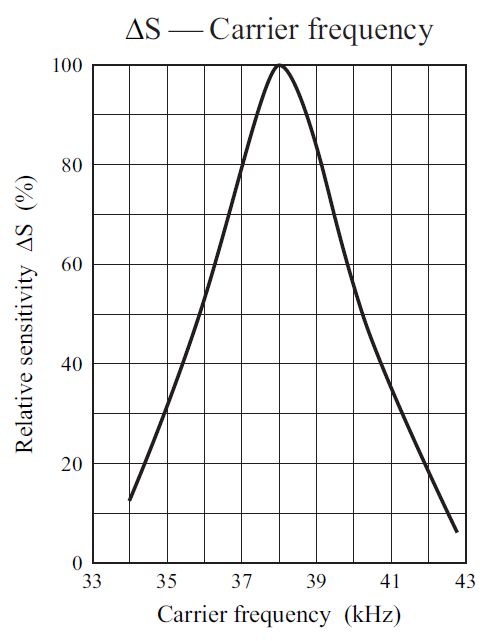 ΔS — Carrier frequency
100
80
60
40
20
0
Relative sensitivity ΔS (%)
33 35 37 39 41 43
Carrier frequency (kHz)